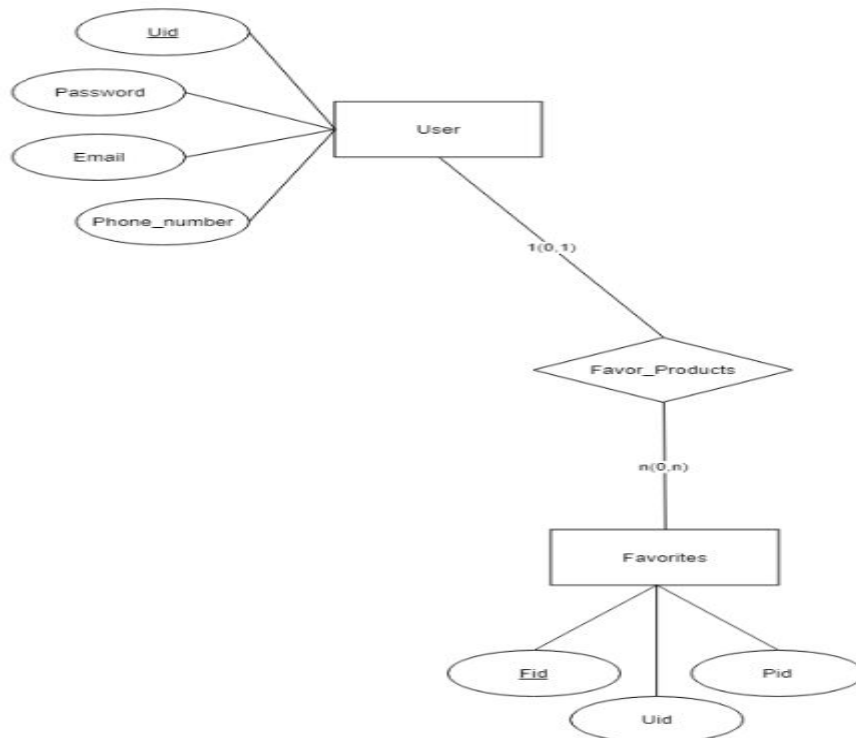 Uid
Password
User
Email
Phone_number
1(0,1)
Favor_Products
n(0,n)
Favorites
Fid
Pid
Uid